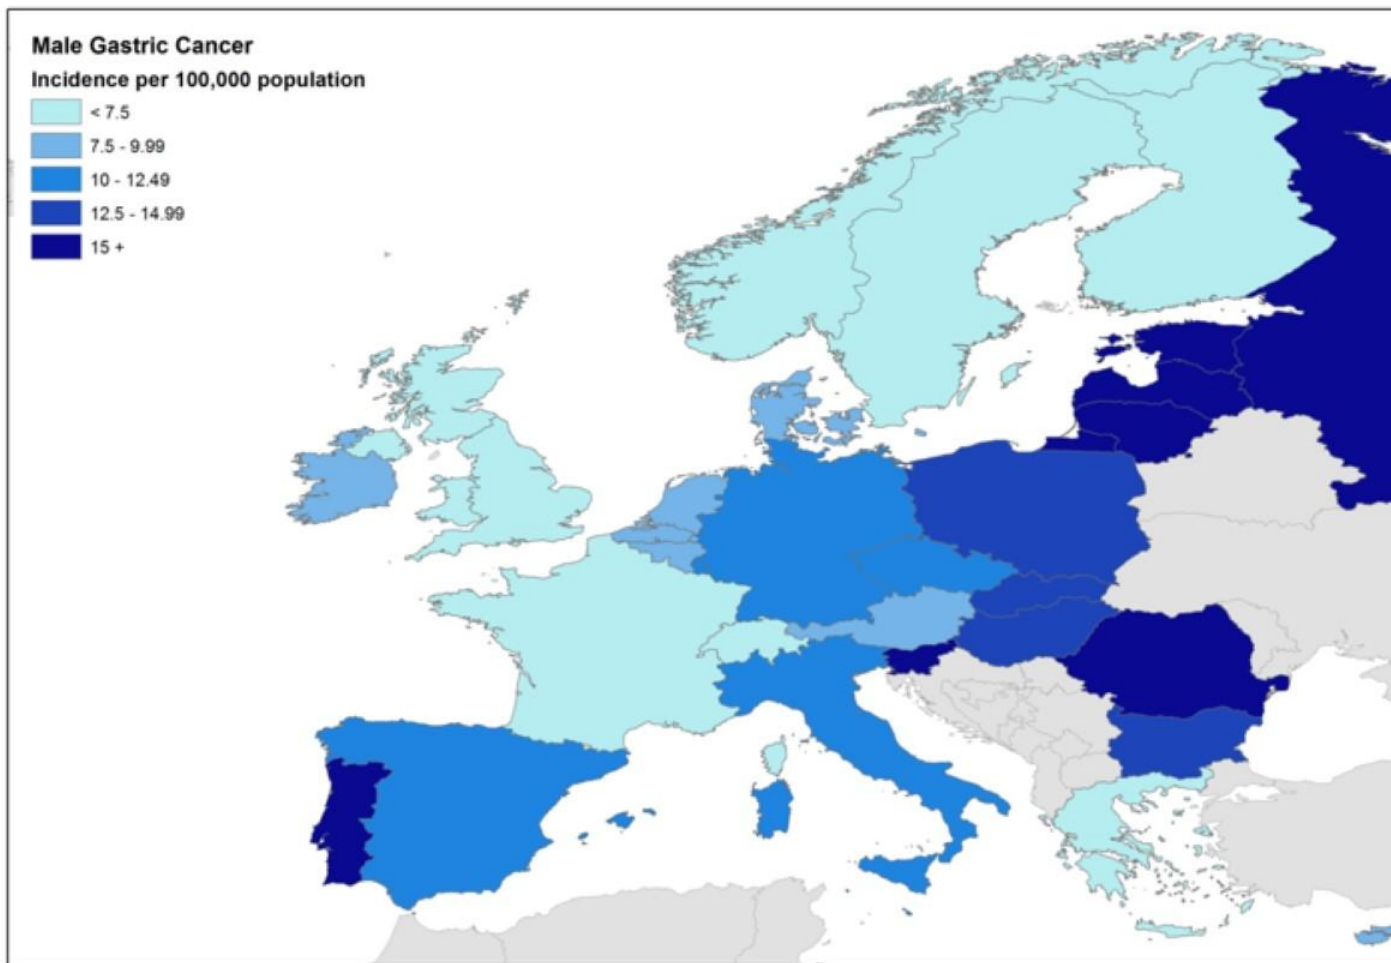 Male Gastric Cancer
Incidence per 100,000 population
< 7.5
7.5 - 9.99
10 - 12.49
12.5 - 14.99
15 +